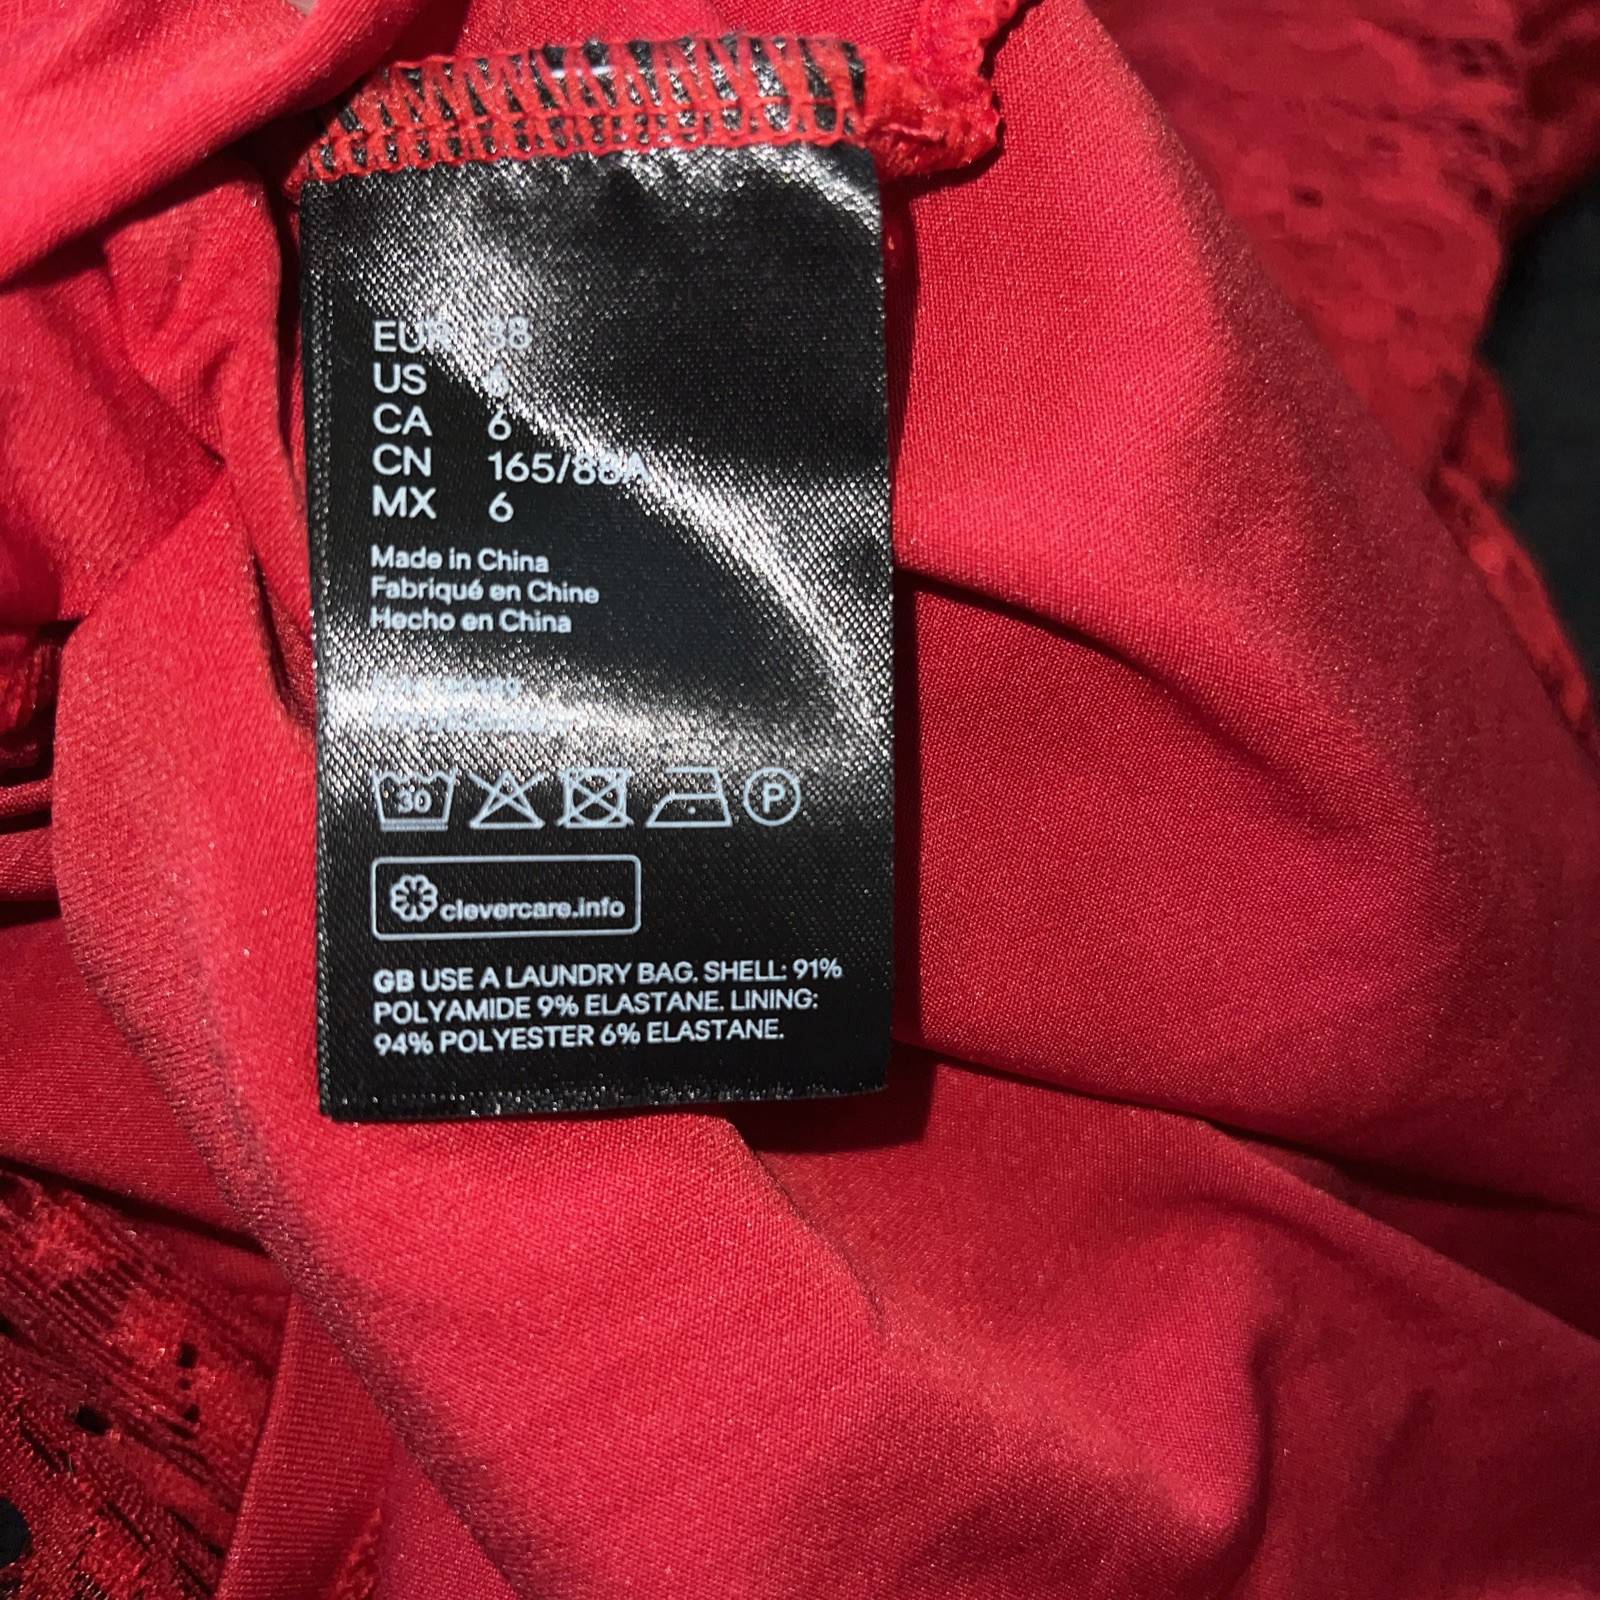 EUR 38
US 6
CA 6
CN 165/88A
MX 6
Made in China
Fabriqué en Chine
Hecho en China
30
P
clevercare.info
GB USE A LAUNDRY BAG. SHELL: 91%
POLYAMIDE 9% ELASTANE. LINING:
94% POLYESTER 6% ELASTANE.